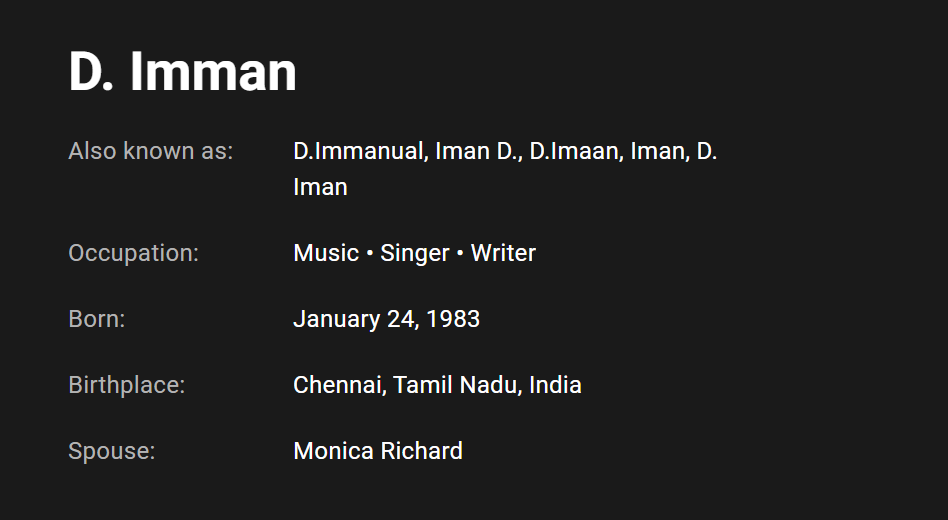 D. Imman
Also known as: D.Immanual, Iman D., D.Imaan, Iman, D.
Iman
Occupation: Music • Singer • Writer
Born: January 24, 1983
Birthplace: Chennai, Tamil Nadu, India
Spouse: Monica Richard